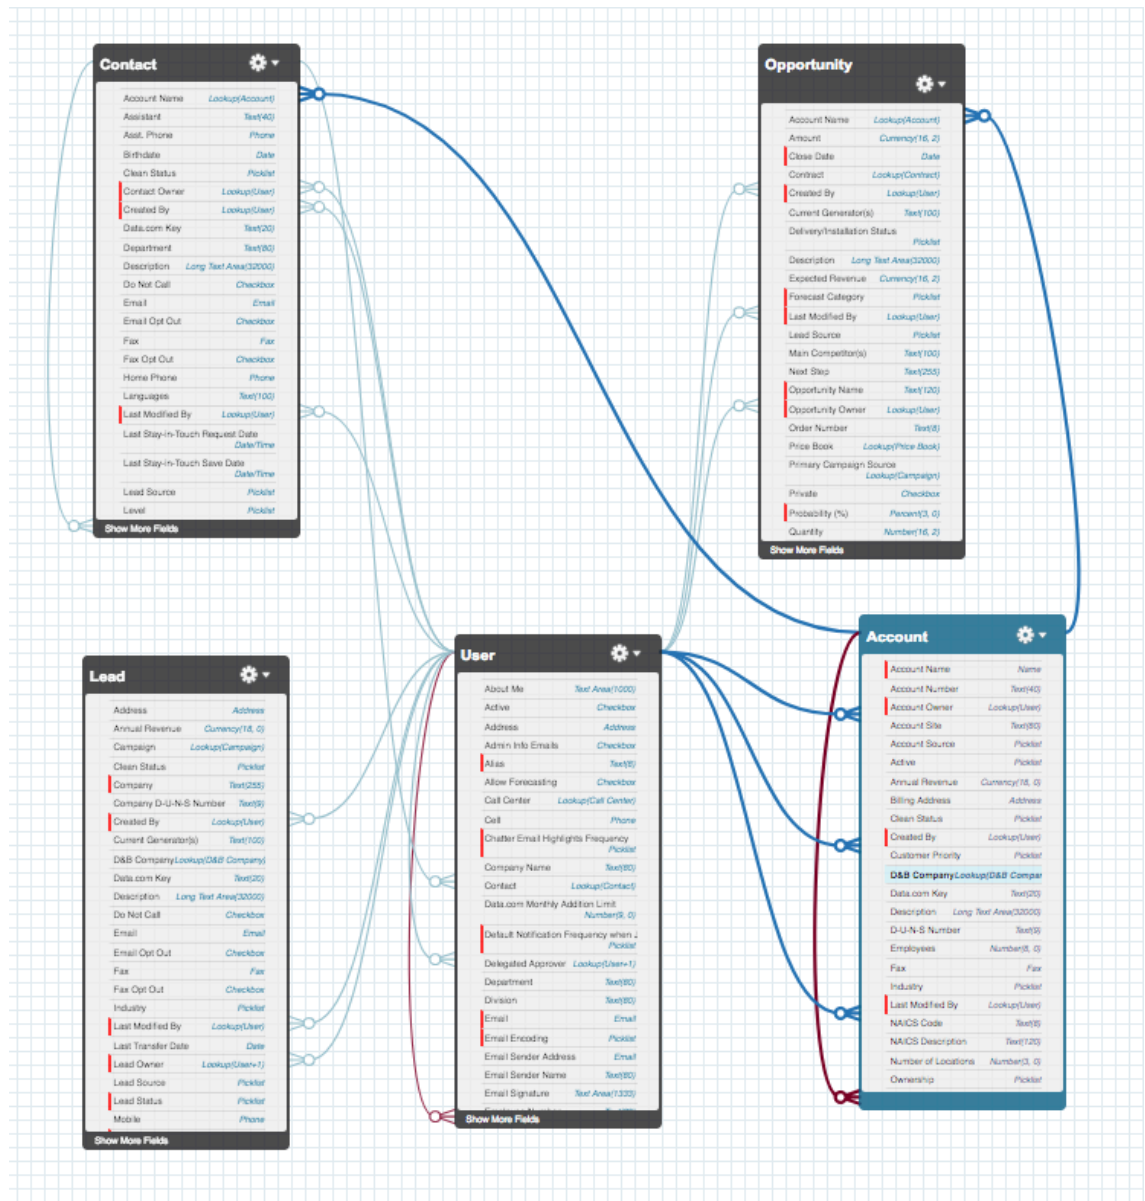 Contact
Account Name Lookup(Account)
Assistant Text(40)
Asst. Phone Phone
Birthdate Date
Clean Status Picklist
Contact Owner Lookup(User)
Created By Lookup(User)
Data.com Key Text(20)
Department Text(80)
Description Long Text Area(32000)
Do Not Call Checkbox
Email Email
Email Opt Out Checkbox
Fax Fax
Fax Opt Out Checkbox
Home Phone Phone
Languages Text(100)
Last Modified By Lookup(User)
Last Stay-in-Touch Request Date
Date/Time
Last Stay-in-Touch Save Date
Date/Time
Lead Source Picklist
Level Picklist
Show More Fields
Opportunity
Account Name Lookup(Account)
Amount Currency(16, 2)
Close Date Date
Contract Lookup(Contract)
Created By Lookup(User)
Current Generator(s) Text(100)
Delivery/Installation Status
Picklist
Description Long Text Area(32000)
Expected Revenue Currency(16, 2)
Forecast Category Picklist
Last Modified By Lookup(User)
Lead Source Picklist
Main Competitor(s) Text(100)
Next Step Text(255)
Opportunity Name Text(120)
Opportunity Owner Lookup(User)
Order Number Text(8)
Price Book Lookup(Price Book)
Primary Campaign Source
Lookup(Campaign)
Private Checkbox
Probability (%) Percent(3, 0)
Quantity Number(16, 2)
Show More Fields
Lead
Address Address
Annual Revenue Currency(18, 0)
Campaign Lookup(Campaign)
Clean Status Picklist
Company Text(255)
Company D-U-N-S Number Text(9)
Created By Lookup(User)
Current Generator(s) Text(100)
D&B Company Lookup(D&B Company)
Data.com Key Text(20)
Description Long Text Area(32000)
Do Not Call Checkbox
Email Email
Email Opt Out Checkbox
Fax Fax
Fax Opt Out Checkbox
Industry Picklist
Last Modified By Lookup(User)
Last Transfer Date Date
Lead Owner Lookup(User+1)
Lead Source Picklist
Lead Status Picklist
Mobile Phone
Show More Fields
User
About Me Text Area(1000)
Active Checkbox
Address Address
Admin Info Emails Checkbox
Alias Text(8)
Allow Forecasting Checkbox
Call Center Lookup(Call Center)
Cell Phone
Chatter Email Highlights Frequency
Picklist
Company Name Text(80)
Contact Lookup(Contact)
Data.com Monthly Addition Limit
Number(9, 0)
Default Notification Frequency when J
Picklist
Delegated Approver Lookup(User+1)
Department Text(80)
Division Text(80)
Email Email
Email Encoding Picklist
Email Sender Address Email
Email Sender Name Text(80)
Email Signature Text Area(1333)
Show More Fields
Account
Account Name Name
Account Number Text(40)
Account Owner Lookup(User)
Account Site Text(80)
Account Source Picklist
Active Picklist
Annual Revenue Currency(18, 0)
Billing Address Address
Clean Status Picklist
Created By Lookup(User)
Customer Priority Picklist
D&B Company Lookup(D&B Compar
Data.com Key Text(20)
Description Long Text Area(32000)
D-U-N-S Number Text(9)
Employees Number(8, 0)
Fax Fax
Industry Picklist
Last Modified By Lookup(User)
NAICS Code Text(8)
NAICS Description Text(120)
Number of Locations Number(3, 0)
Ownership Picklist